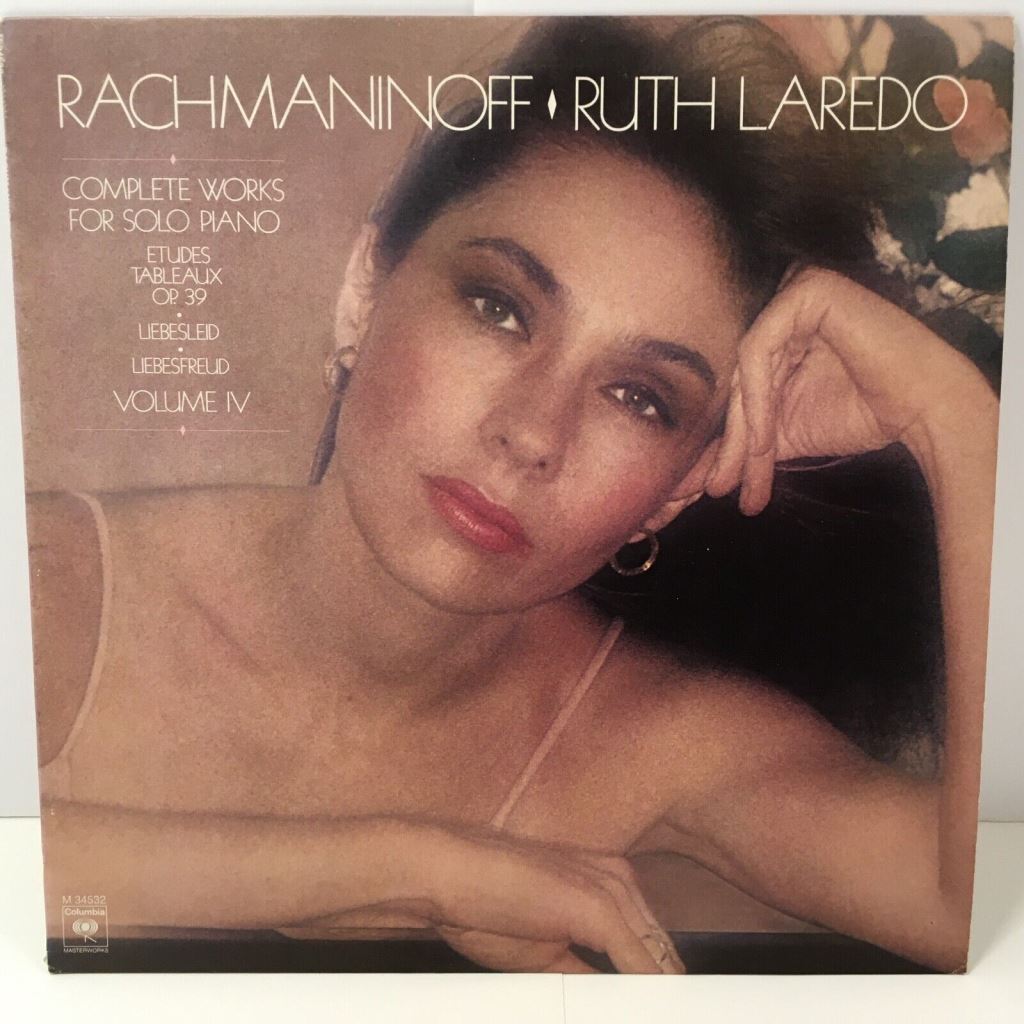 RACHMANINOFF ♦ RUTH LAREDO
COMPLETE WORKS
FOR SOLO PIANO
ETUDES
TABLEAUX
OP. 39
•
LIEBESLEID
•
LIEBESFREUD
VOLUME IV
M 34532
Columbia
MASTERWORKS